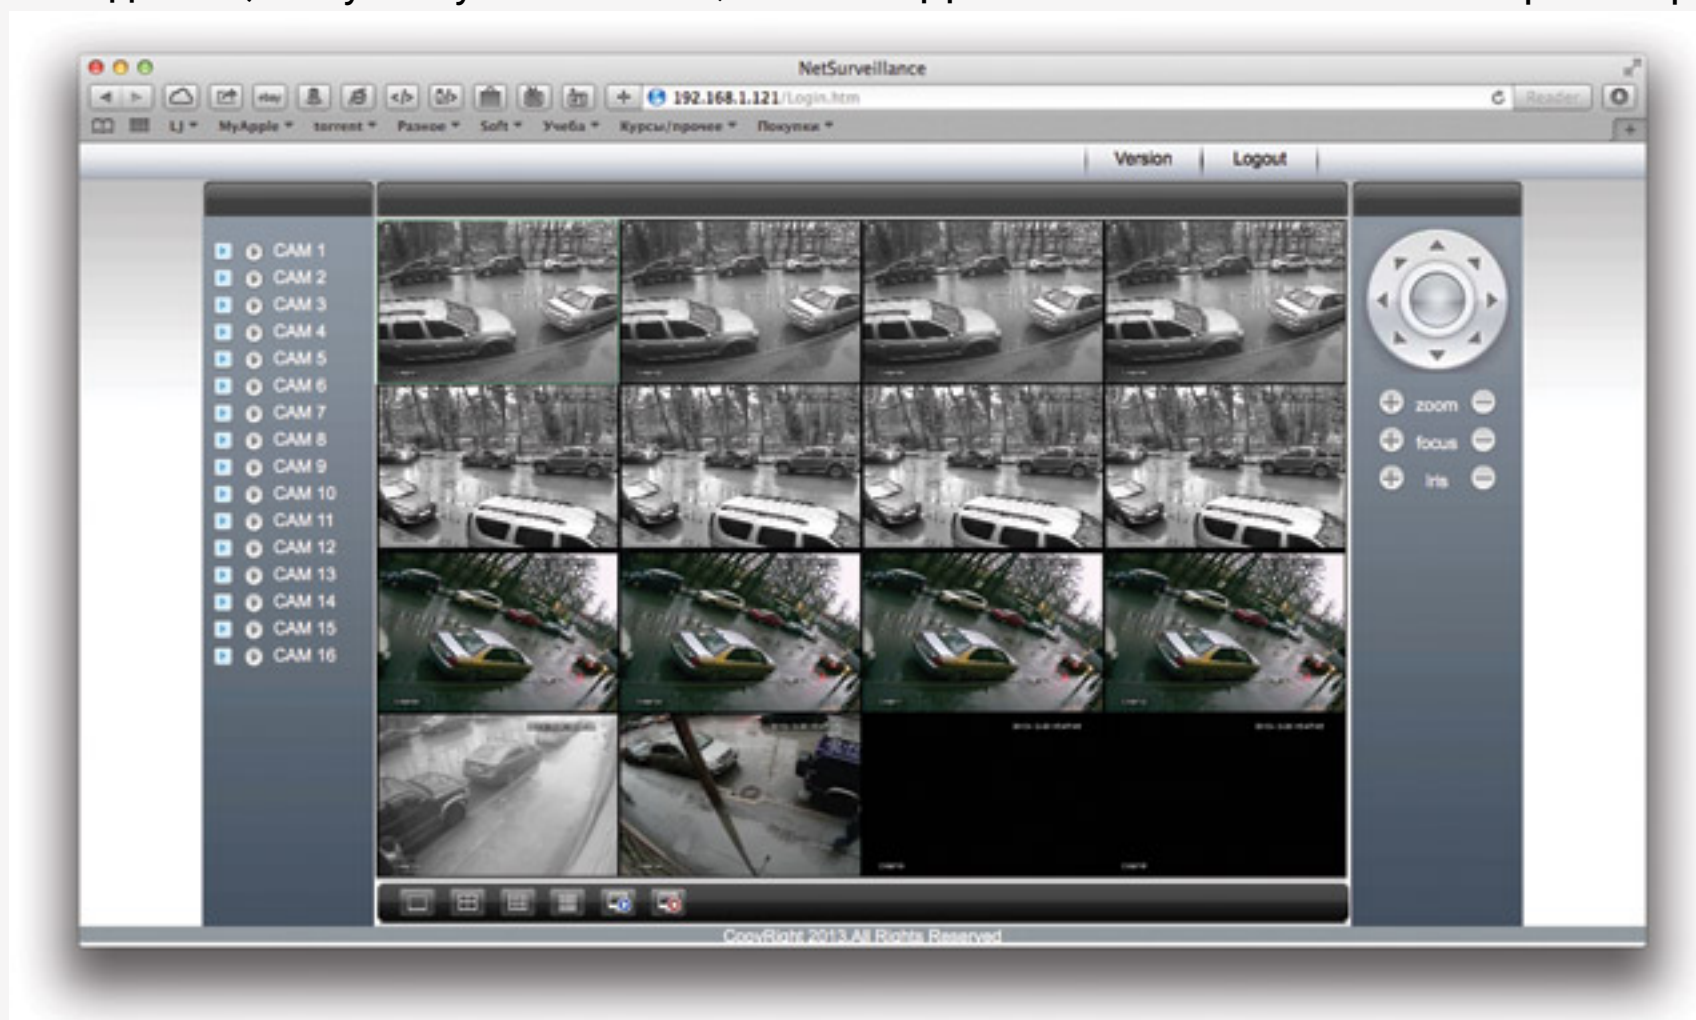 NetSurveillance
192.168.1.121/Login.htm
Reader
LJ MyApple torrent Разное Soft Учеба Курсы/прочее Покупки
Version Logout
CAM 1
CAM 2
CAM 3
CAM 4
CAM 5
CAM 6
CAM 7
CAM 8
CAM 9
CAM 10
CAM 11
CAM 12
CAM 13
CAM 14
CAM 15
CAM 16
zoom
focus
Iris
CopyRight 2013.All Rights Reserved